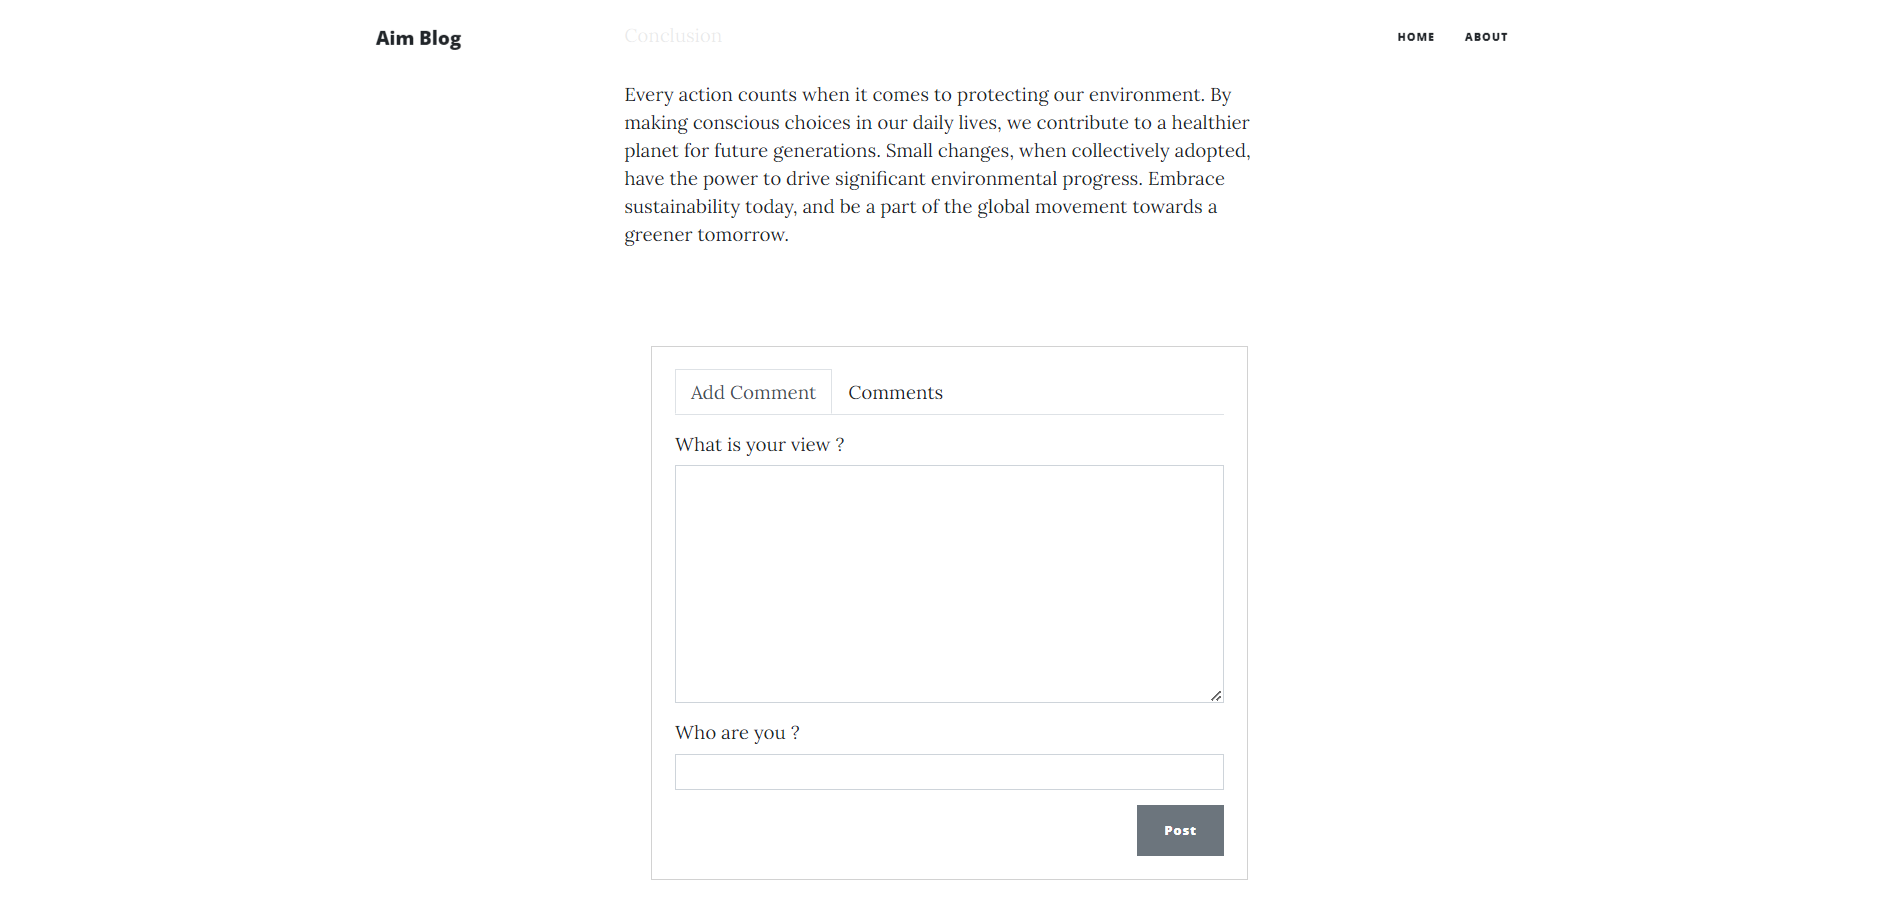 Aim Blog
Conclusion
HOME
ABOUT
Every action counts when it comes to protecting our environment. By
making conscious choices in our daily lives, we contribute to a healthier
planet for future generations. Small changes, when collectively adopted,
have the power to drive significant environmental progress. Embrace
sustainability today, and be a part of the global movement towards a
greener tomorrow.
Add Comment
Comments
What is your view ?
Who are you ?
Post